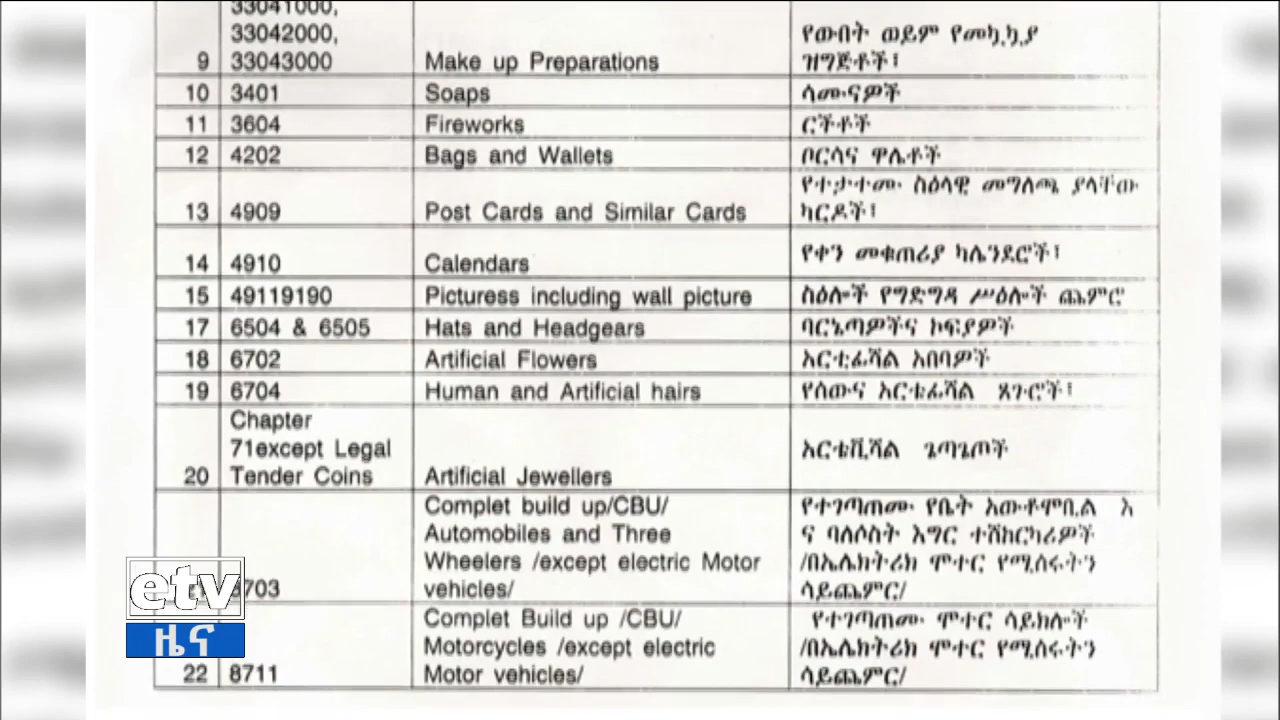 33041000,
33042000,
9 33043000 Make up Preparations የውበት ወይም የመኳኳያ ዝግጅቶች፣
10 3401 Soaps ሳሙናዎች
11 3604 Fireworks ርችቶች
12 4202 Bags and Wallets ቦርሳና ዋሌቶች
13 4909 Post Cards and Similar Cards የተታተሙ ስዕላዊ መግለጫ ያላቸው ካርዶች፣
14 4910 Calendars የቀን መቁጠሪያ ካሌንደሮች፣
15 49119190 Picturess including wall picture ስዕሎች የግድግዳ ሥዕሎች ጨምሮ
17 6504 & 6505 Hats and Headgears ባርኔጣዎችና ኮፍያዎች
18 6702 Artificial Flowers አርቲፊሻል አበባዎች
19 6704 Human and Artificial hairs የሰውና አርቴፊሻል ጸጉሮች፣
Chapter
71except Legal
20 Tender Coins Artificial Jewellers አርቴቪሻል ጌጣጌጦች
Complet build up/CBU/ የተገጣጠሙ የቤት አውቶሞቢል እ
Automobiles and Three ና ባለሶስት እግር ተሽከርካሪዎች
Wheelers /except electric Motor /በኤሌክትሪክ ሞተር የሚሰሩትን
8703 vehicles/ ሳይጨምር/
Complet Build up /CBU/ የተገጣጠሙ ሞተር ሳይክሎች
Motorcycles /except electric /በኤሌክትሪክ ሞተር የሚሰሩትን
22 8711 Motor vehicles/ ሳይጨምር/
etv
ዜና